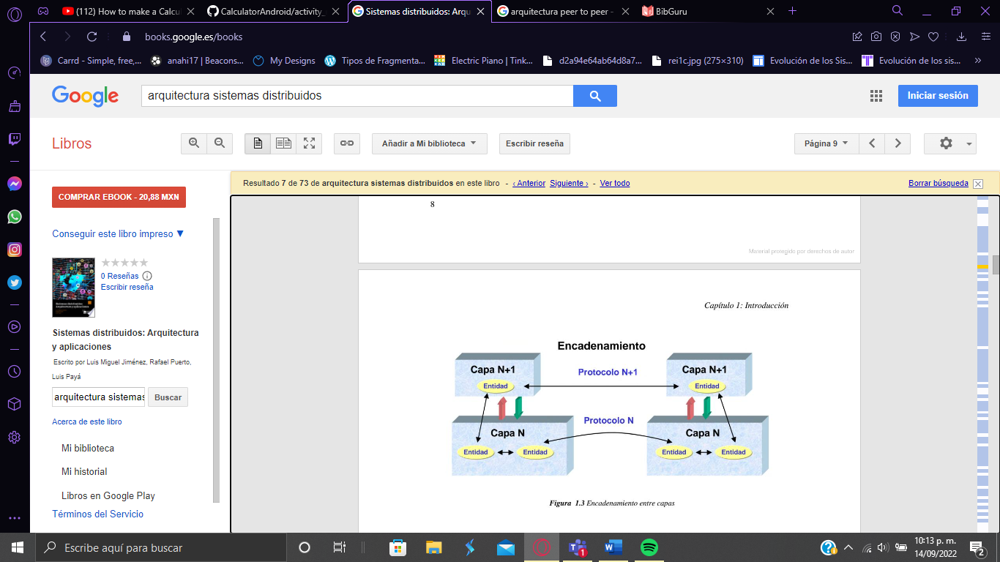 (112) How to make a Calcu
CalculatorAndroid/activity_
Sistemas distribuidos: Arqu
arquitectura peer to peer -
BibGuru
books.google.es/books
Carrd - Simple, free,...
anahi17 | Beacons...
My Designs
Tipos de Fragmenta...
Electric Piano | Tink...
d2a94e64ab64d8a7...
rei1c.jpg (275×103)
Evolución de los Sis...
Evolución de los sis...
»
Google
arquitectura sistemas distribuidos
Iniciar sesión
Libros
Añadir a Mi biblioteca
Escribir reseña
Página 9
Resultado 7 de 73 de arquitectura sistemas distribuidos en este libro - ‹ Anterior Siguiente › - Ver todo
Borrar búsqueda
COMPRAR EBOOK - 20,88 MXN
Conseguir este libro impreso ▼
0 Reseñas
Escribir reseña
Sistemas distribuidos: Arquitectura
y aplicaciones
Escrito por Luis Miguel Jiménez, Rafael Puerto,
Luis Payá
arquitectura sistemas
Buscar
Acerca de este libro
Mi biblioteca
Mi historial
Libros en Google Play
Términos del Servicio
8
Material protegido por derechos de autor
Capítulo 1: Introducción
Encadenamiento
Capa N+1
Entidad
Protocolo N+1
Capa N+1
Entidad
Protocolo N
Capa N
Entidad
Entidad
Capa N
Entidad
Entidad
Figura 1.3 Encadenamiento entre capas
Escribe aquí para buscar
1
10:13 p. m.
14/09/2022
2